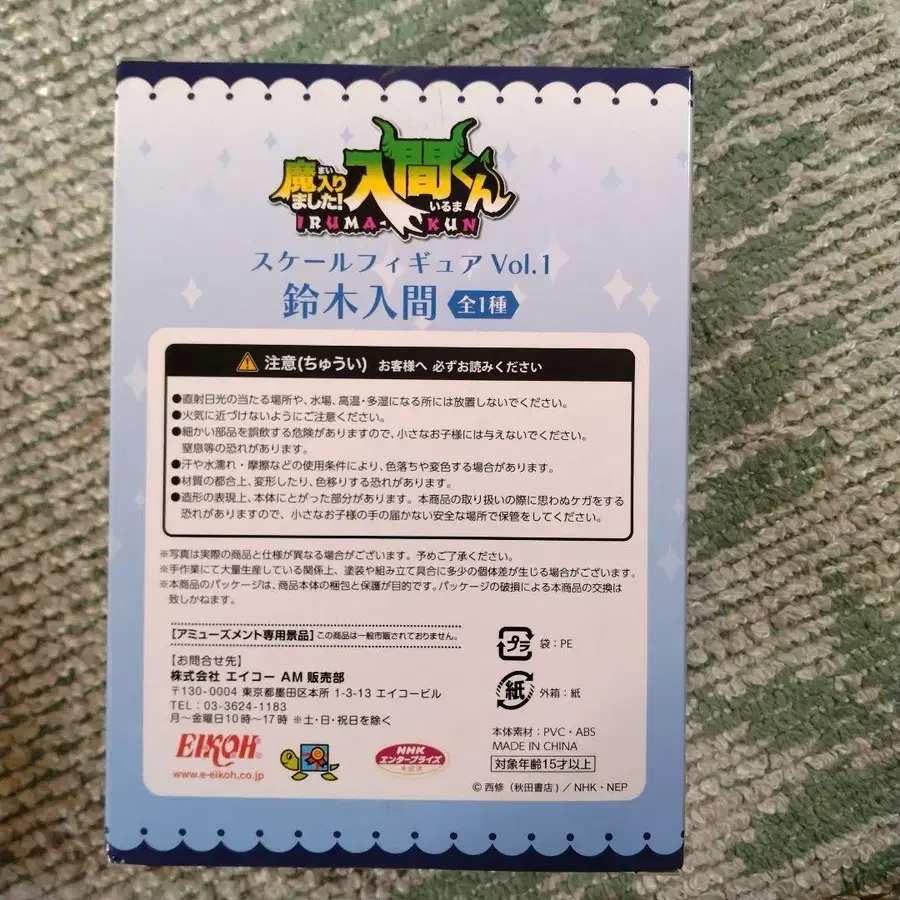 魔入りました!入間くん
まい
いるま
IRUMA-KUN
スケールフィギュア Vol.1
鈴木入間 全1種
注意(ちゅうい) お客様へ 必ずお読みください
●直射日光の当たる場所や、水場、高温・多湿になる所には放置しないでください。
●火気に近づけないようにご注意ください。
●細かい部品を誤飲する危険がありますので、小さなお子様には与えないでください。
窒息等の恐れがあります。
●汗や水濡れ・摩擦などの使用条件により、色落ちや変色する場合があります。
●材質の都合上、変形したり、色移りする恐れがあります。
●造形の表現上、本体にとがった部分があります。本商品の取り扱いの際に思わぬケガをする
恐れがありますので、小さなお子様の手の届かない安全な場所で保管をしてください。
※写真は実際の商品と仕様が異なる場合がございます。予めご了承ください。
※手作業にて大量生産している関係上、塗装や組み立て具合に多少の個体差が生じる場合がございます。
※本商品のパッケージは、商品本体の梱包と保護が目的です。パッケージの破損による本商品の交換は
致しかねます。
【アミューズメント専用景品】この商品は一般市販されておりません。
【お問合せ先】
株式会社 エイコー AM 販売部
〒130-0004 東京都墨田区本所 1-3-13 エイコービル
TEL:03-3624-1183
月~金曜日10時~17時 ※土・日・祝日を除く
EIKOH®
www.e-eikoh.co.jp
NHK
エンタープライズ
プラ 袋:PE
紙 外箱:紙
本体素材:PVC・ABS
MADE IN CHINA
対象年齢15才以上
©西修(秋田書店)/NHK・NEP